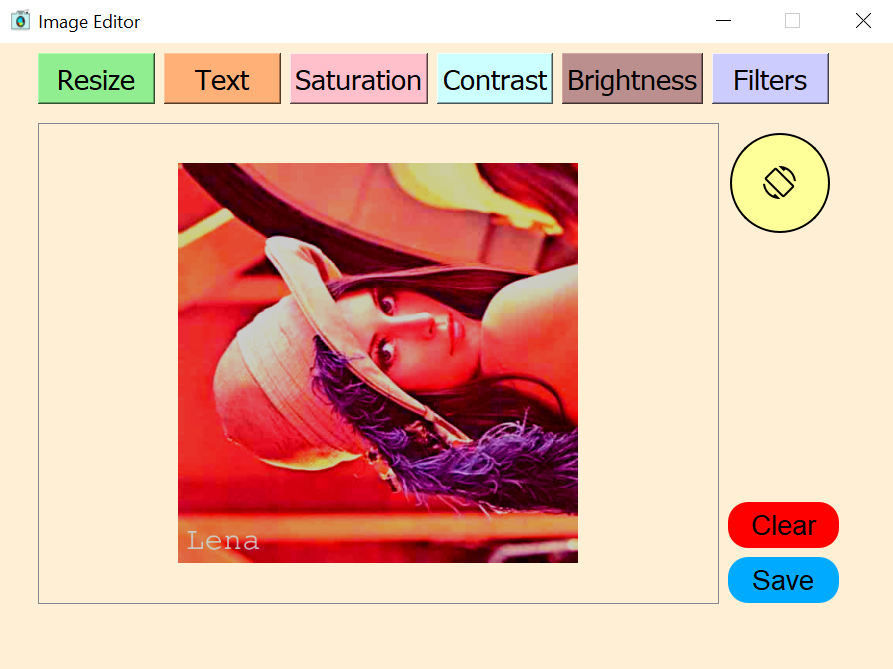 Image Editor
Resize Text Saturation Contrast Brightness Filters
Lena
Clear
Save